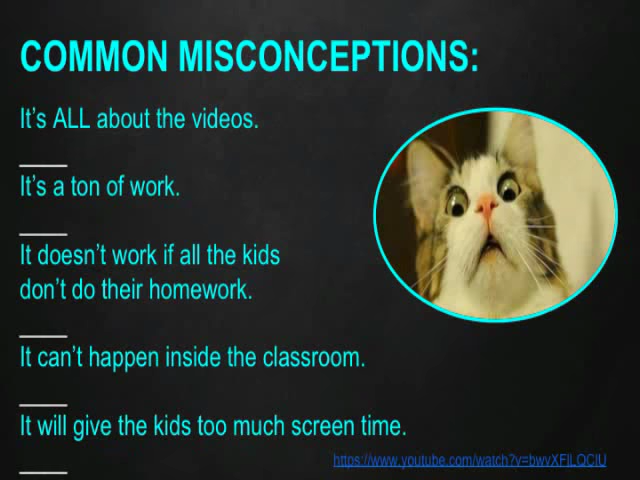 COMMON MISCONCEPTIONS:
It's ALL about the videos.
It's a ton of work.
It doesn't work if all the kids
don't do their homework.
It can't happen inside the classroom.
It will give the kids too much screen time.